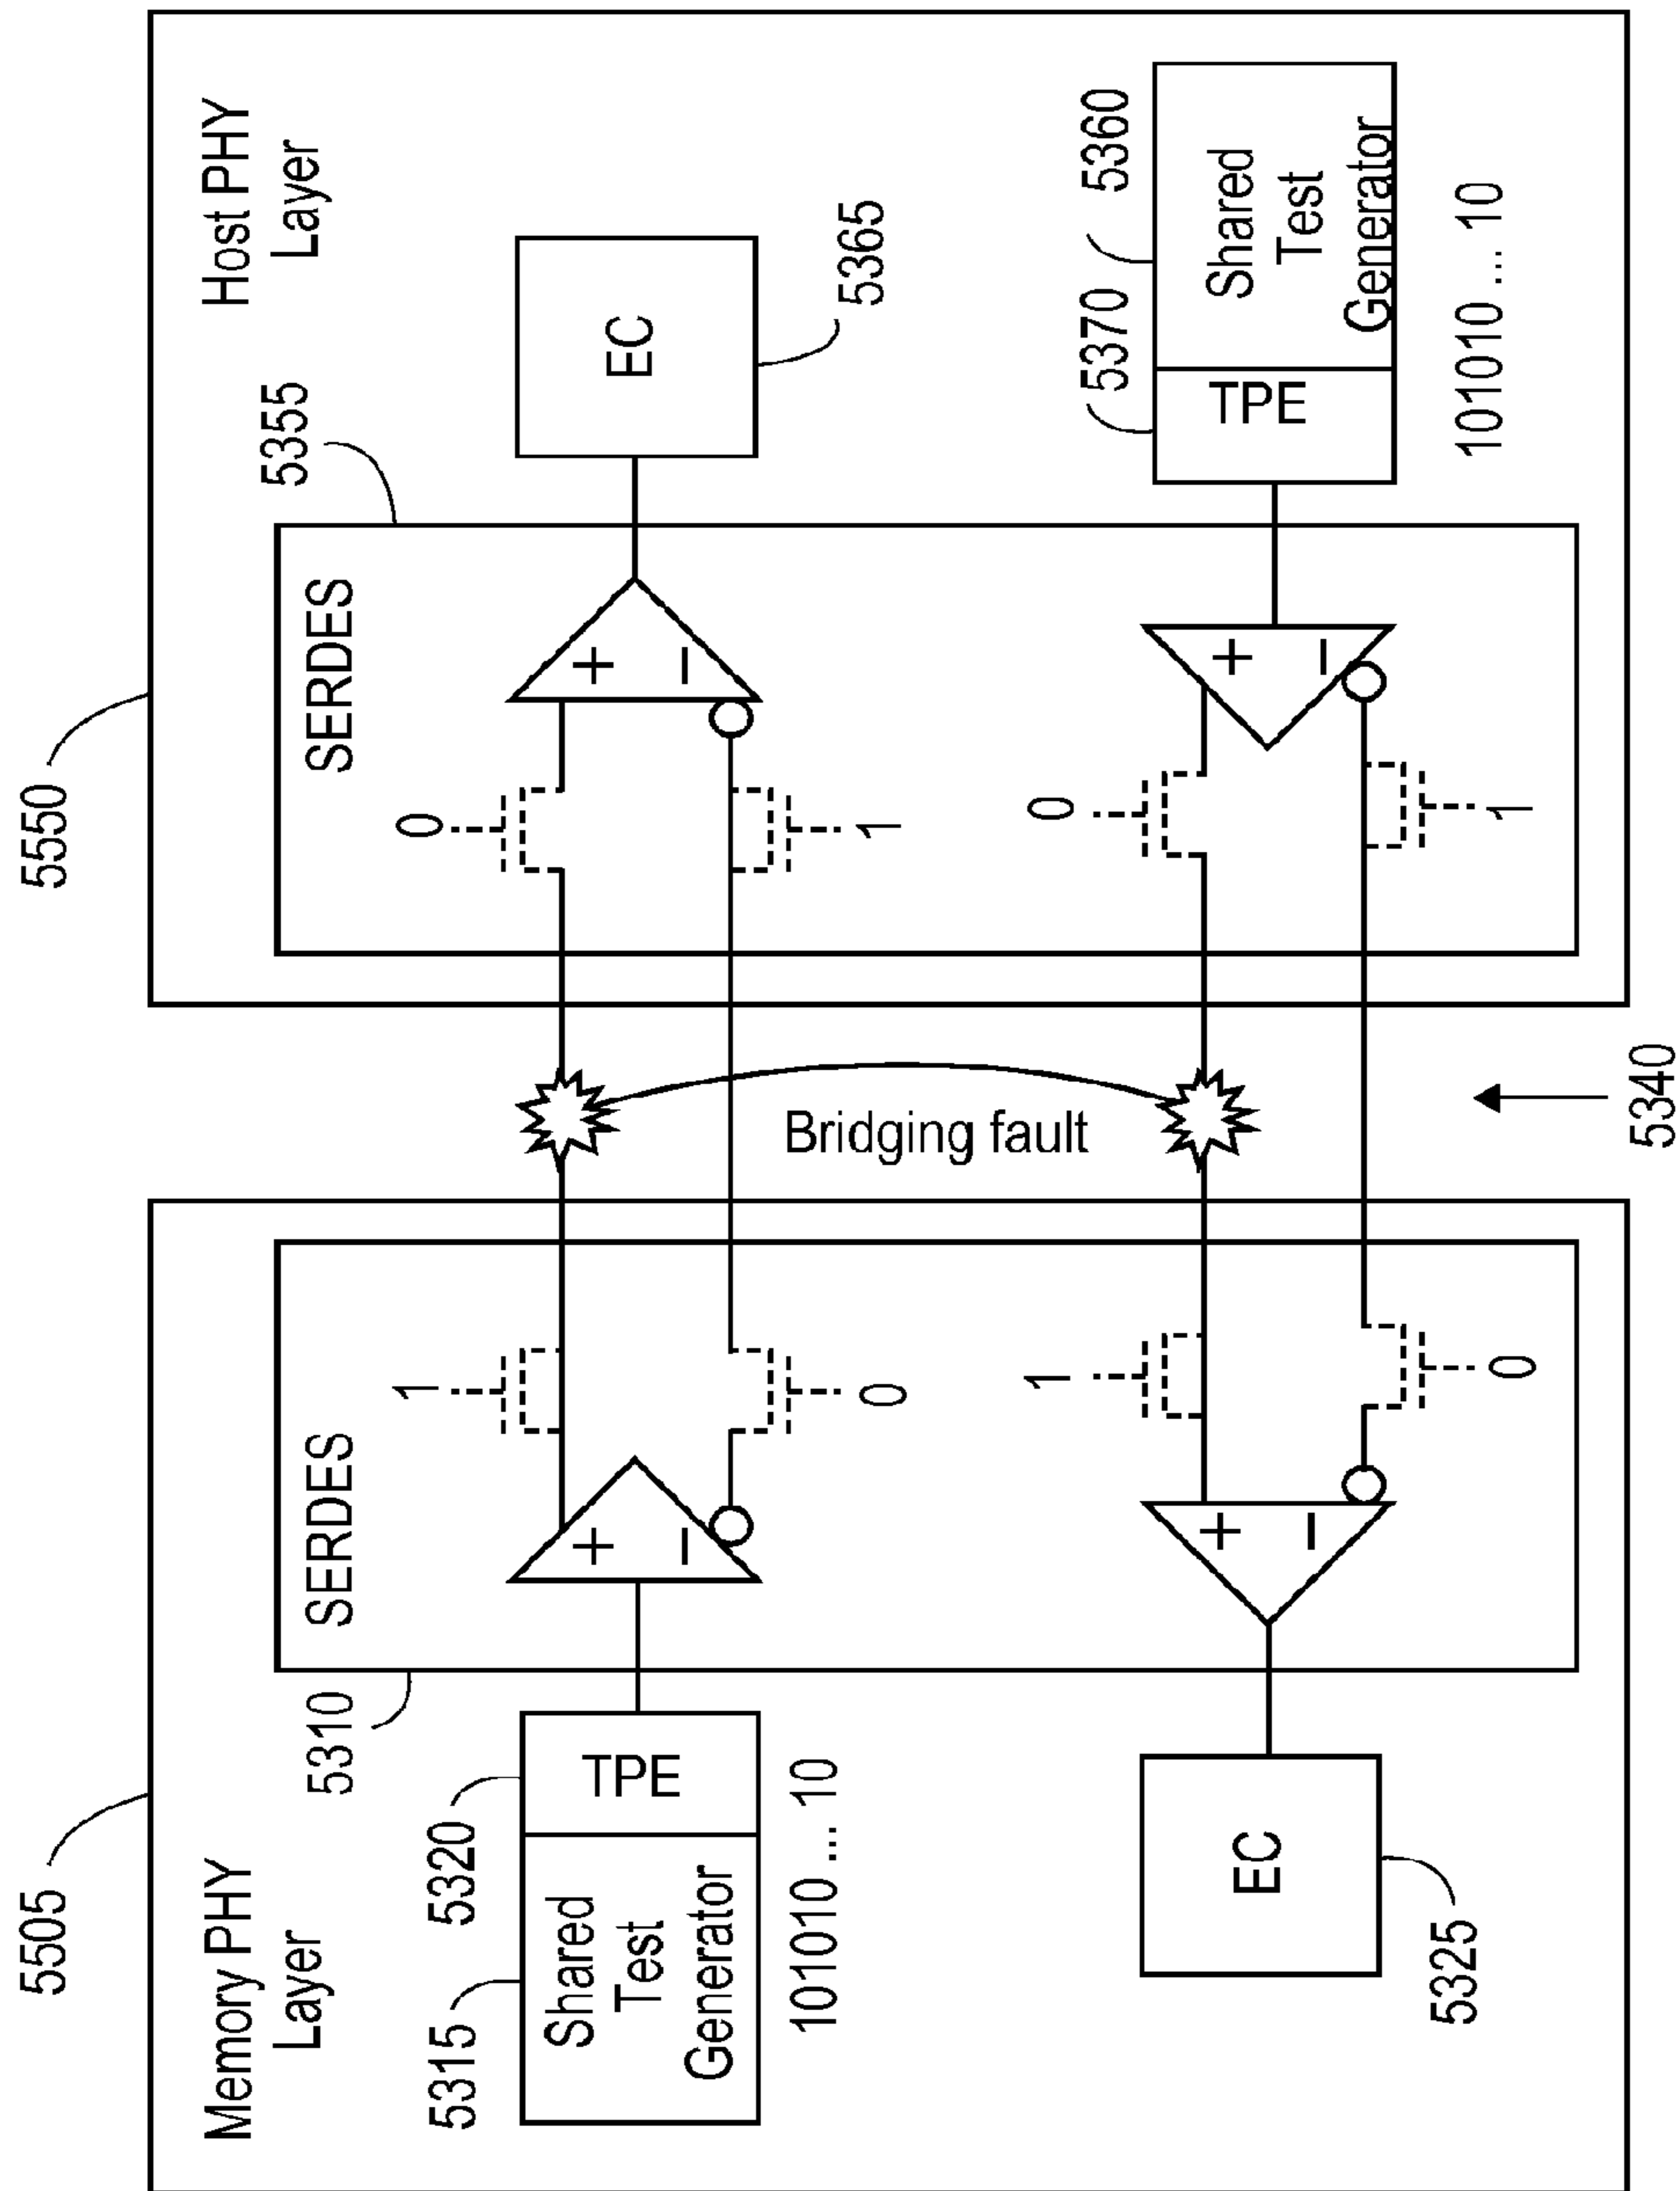 5505
5550
Memory PHY
Layer
Host PHY
Layer
5310
SERDES
SERDES
5355
5315
5320
1
0
Shared
Test
Generator
TPE
+
−
+
−
EC
5365
101010 ... 10
0
1
Bridging fault
1
0
5370
5360
EC
+
−
+
−
TPE
Shared
Test
Generator
5325
0
1
101010 ... 10
5340